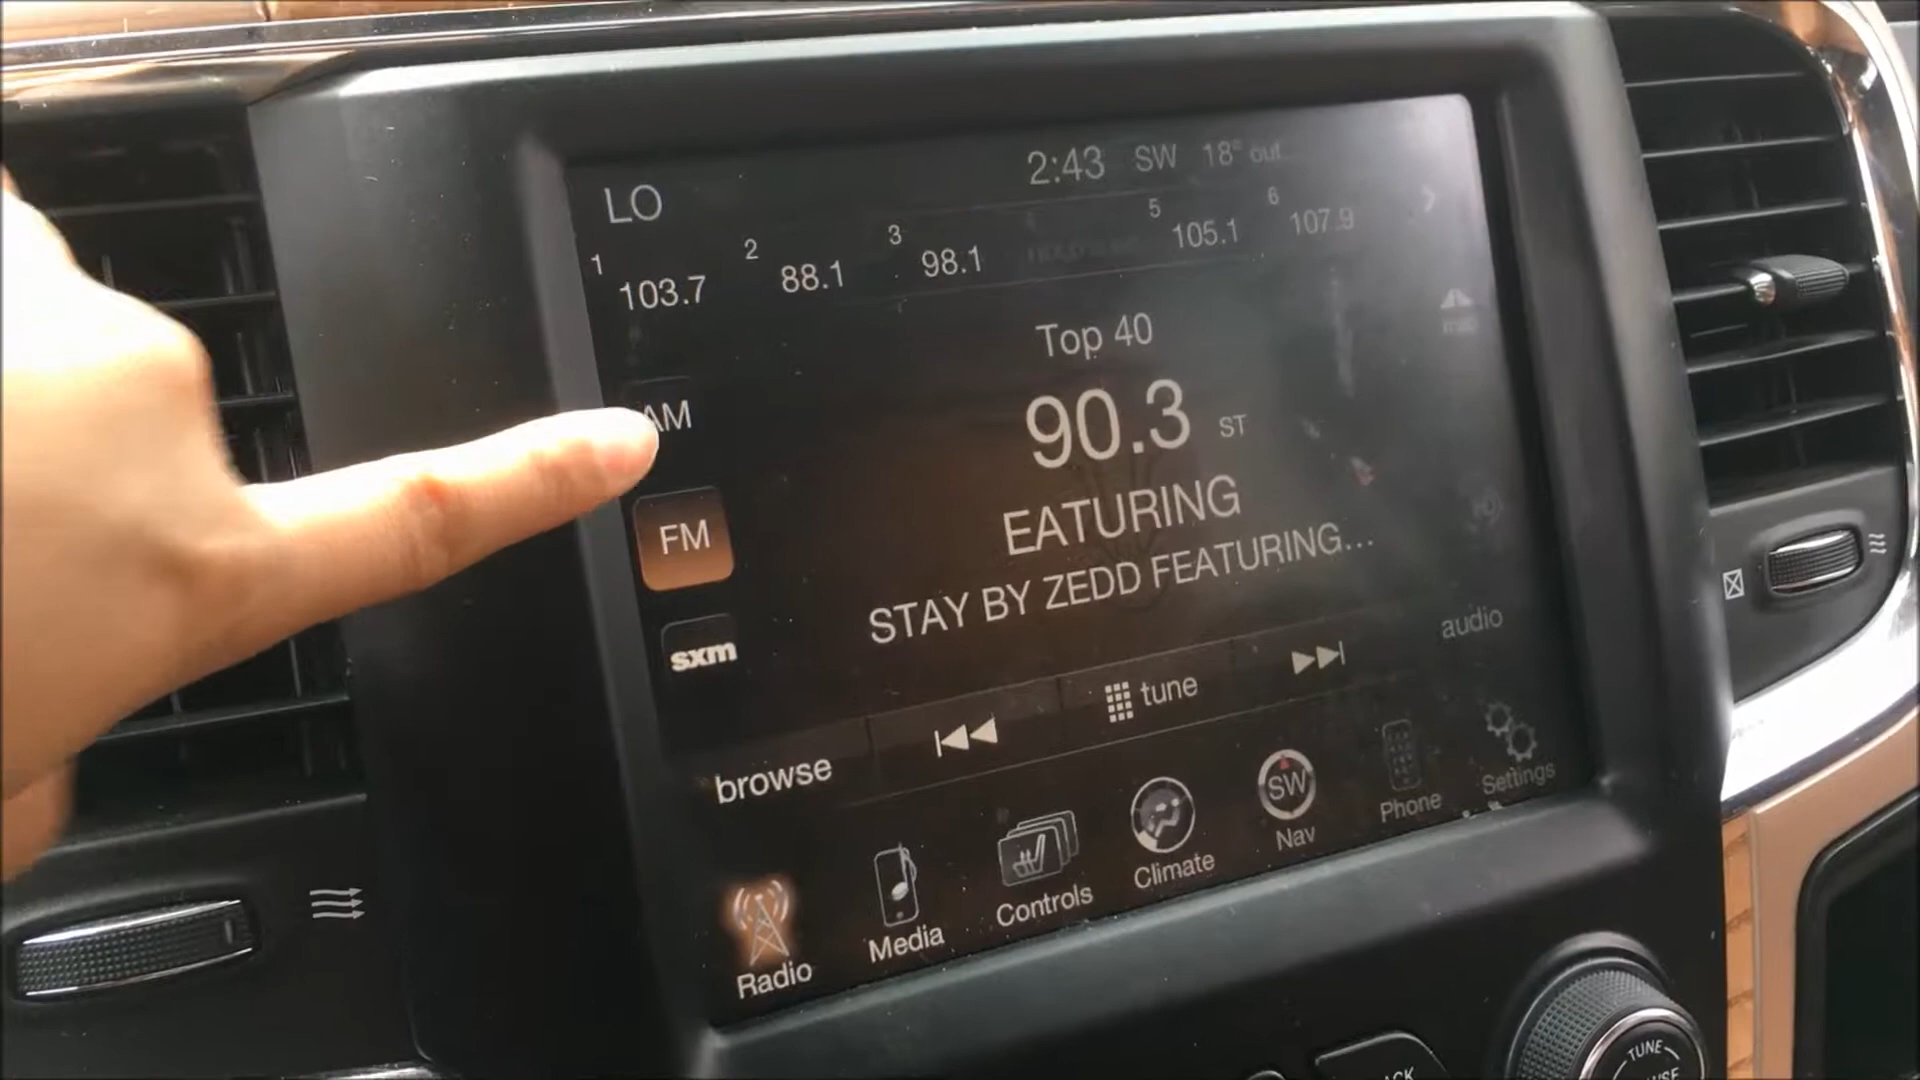 LO 2:43 SW 18° out
1 103.7 2 88.1 3 98.1 4 5 105.1 6 107.9
Top 40
AM
90.3 ST
FM
EATURING
STAY BY ZEDD FEATURING...
sxm
audio
browse tune
Radio Media Controls Climate SW Nav Phone Settings
TUNE